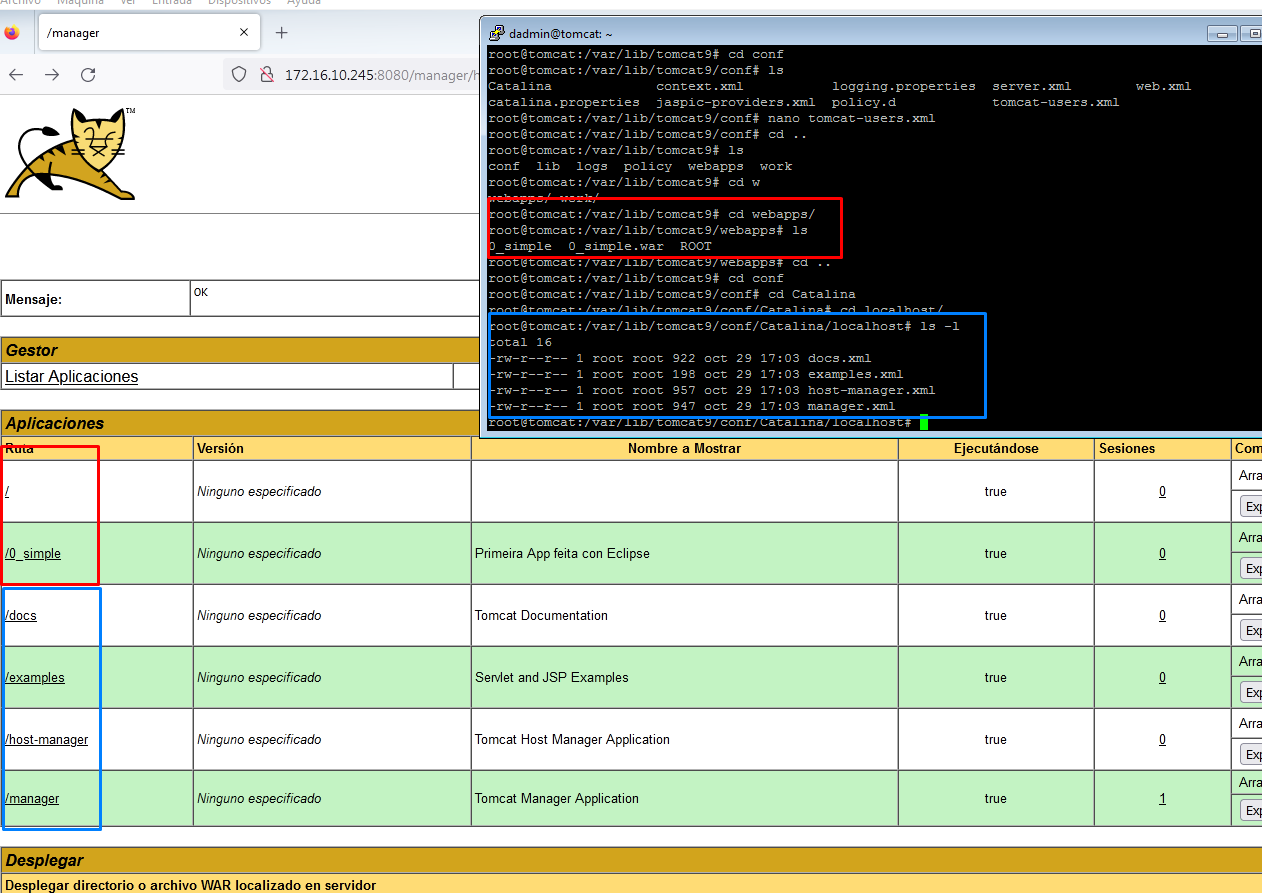 Archivo Máquina Ver Entrada Dispositivos Ayuda
/manager
172.16.10.245:8080/manager/h
TM
Mensaje:
OK
Gestor
Listar Aplicaciones
dadmin@tomcat: ~
root@tomcat:/var/lib/tomcat9# cd conf
root@tomcat:/var/lib/tomcat9/conf# ls
Catalina context.xml logging.properties server.xml web.xml
catalina.properties jaspic-providers.xml policy.d tomcat-users.xml
root@tomcat:/var/lib/tomcat9/conf# nano tomcat-users.xml
root@tomcat:/var/lib/tomcat9/conf# cd ..
root@tomcat:/var/lib/tomcat9# ls
conf lib logs policy webapps work
root@tomcat:/var/lib/tomcat9# cd w
webapps/ work/
root@tomcat:/var/lib/tomcat9# cd webapps/
root@tomcat:/var/lib/tomcat9/webapps# ls
0_simple 0_simple.war ROOT
root@tomcat:/var/lib/tomcat9/webapps# cd ..
root@tomcat:/var/lib/tomcat9# cd conf
root@tomcat:/var/lib/tomcat9/conf# cd Catalina
root@tomcat:/var/lib/tomcat9/conf/Catalina# cd localhost/
root@tomcat:/var/lib/tomcat9/conf/Catalina/localhost# ls -l
total 16
-rw-r--r-- 1 root root 922 oct 29 17:03 docs.xml
-rw-r--r-- 1 root root 198 oct 29 17:03 examples.xml
-rw-r--r-- 1 root root 957 oct 29 17:03 host-manager.xml
-rw-r--r-- 1 root root 947 oct 29 17:03 manager.xml
root@tomcat:/var/lib/tomcat9/conf/Catalina/localhost#
Aplicaciones
Ruta Versión Nombre a Mostrar Ejecutándose Sesiones Com
/ Ninguno especificado true 0 Arra
Exp
/0_simple Ninguno especificado Primeira App feita con Eclipse true 0 Arra
Exp
/docs Ninguno especificado Tomcat Documentation true 0 Arra
Exp
/examples Ninguno especificado Servlet and JSP Examples true 0 Arra
Exp
/host-manager Ninguno especificado Tomcat Host Manager Application true 0 Arra
Exp
/manager Ninguno especificado Tomcat Manager Application true 1 Arra
Exp
Desplegar
Desplegar directorio o archivo WAR localizado en servidor